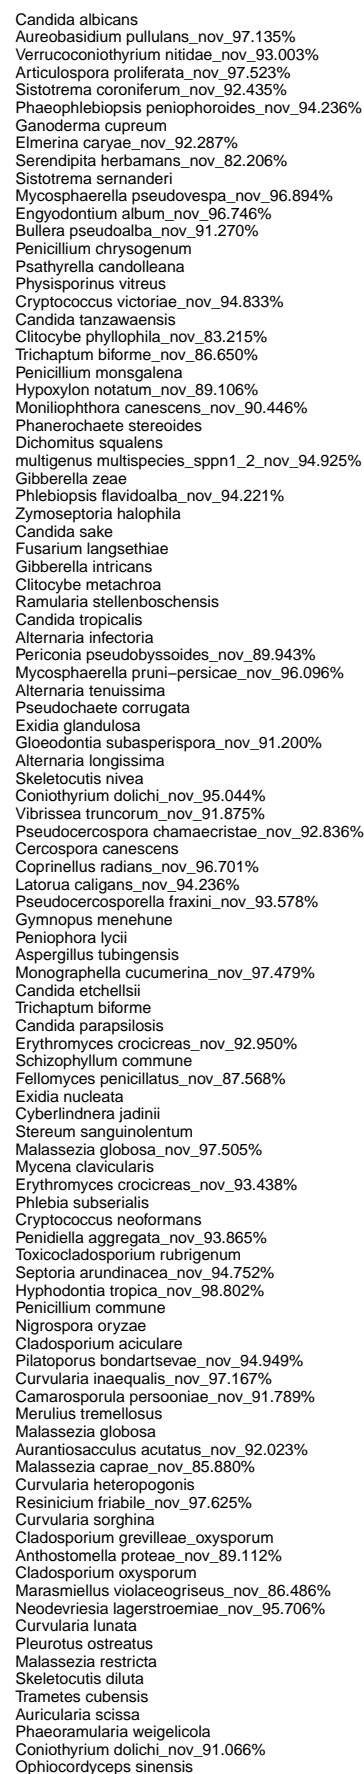 Candida albicans
Aureobasidium pullulans_nov_97.135%
Verrucoconiothyrium nitidae_nov_93.003%
Articulospora proliferata_nov_97.523%
Sistotrema coroniferum_nov_92.435%
Phaeophlebiopsis peniophoroides_nov_94.236%
Ganoderma cupreum
Elmerina caryae_nov_92.287%
Serendipita herbamans_nov_82.206%
Sistotrema sernanderi
Mycosphaerella pseudovespa_nov_96.894%
Engyodontium album_nov_96.746%
Bullera pseudoalba_nov_91.270%
Penicillium chrysogenum
Psathyrella candolleana
Physisporinus vitreus
Cryptococcus victoriae_nov_94.833%
Candida tanzawaensis
Clitocybe phyllophila_nov_83.215%
Trichaptum biforme_nov_86.650%
Penicillium monsgalena
Hypoxylon notatum_nov_89.106%
Moniliophthora canescens_nov_90.446%
Phanerochaete stereoides
Dichomitus squalens
multigenus multispecies_sppn1_2_nov_94.925%
Gibberella zeae
Phlebiopsis flavidoalba_nov_94.221%
Zymoseptoria halophila
Candida sake
Fusarium langsethiae
Gibberella intricans
Clitocybe metachroa
Ramularia stellenboschensis
Candida tropicalis
Alternaria infectoria
Periconia pseudobyssoides_nov_89.943%
Mycosphaerella pruni−persicae_nov_96.096%
Alternaria tenuissima
Pseudochaete corrugata
Exidia glandulosa
Gloeodontia subasperispora_nov_91.200%
Alternaria longissima
Skeletocutis nivea
Coniothyrium dolichi_nov_95.044%
Vibrissea truncorum_nov_91.875%
Pseudocercospora chamaecristae_nov_92.836%
Cercospora canescens
Coprinellus radians_nov_96.701%
Latorua caligans_nov_94.236%
Pseudocercosporella fraxini_nov_93.578%
Gymnopus menehune
Peniophora lycii
Aspergillus tubingensis
Monographella cucumerina_nov_97.479%
Candida etchellsii
Trichaptum biforme
Candida parapsilosis
Erythromyces crocicreas_nov_92.950%
Schizophyllum commune
Fellomyces penicillatus_nov_87.568%
Exidia nucleata
Cyberlindnera jadinii
Stereum sanguinolentum
Malassezia globosa_nov_97.505%
Mycena clavicularis
Erythromyces crocicreas_nov_93.438%
Phlebia subserialis
Cryptococcus neoformans
Penidiella aggregata_nov_93.865%
Toxicocladosporium rubrigenum
Septoria arundinacea_nov_94.752%
Hyphodontia tropica_nov_98.802%
Penicillium commune
Nigrospora oryzae
Cladosporium aciculare
Pilatoporus bondartsevae_nov_94.949%
Curvularia inaequalis_nov_97.167%
Camarosporula persooniae_nov_91.789%
Merulius tremellosus
Malassezia globosa
Aurantiosacculus acutatus_nov_92.023%
Malassezia caprae_nov_85.880%
Curvularia heteropogonis
Resinicium friabile_nov_97.625%
Curvularia sorghina
Cladosporium grevilleae_oxysporum
Anthostomella proteae_nov_89.112%
Cladosporium oxysporum
Marasmiellus violaceogriseus_nov_86.486%
Neodevriesia lagerstroemiae_nov_95.706%
Curvularia lunata
Pleurotus ostreatus
Malassezia restricta
Skeletocutis diluta
Trametes cubensis
Auricularia scissa
Phaeoramularia weigelicola
Coniothyrium dolichi_nov_91.066%
Ophiocordyceps sinensis